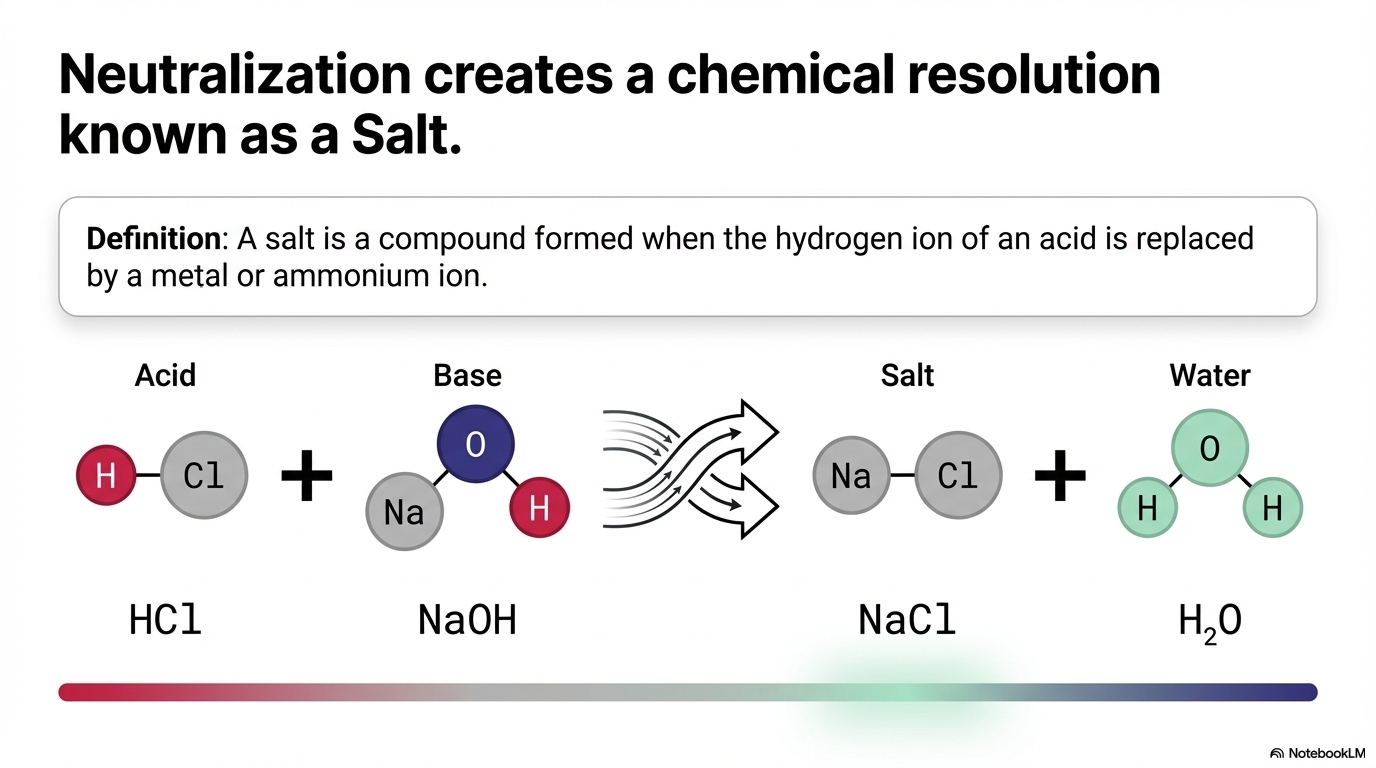 Neutralization creates a chemical resolution
known as a Salt.
Definition: A salt is a compound formed when the hydrogen ion of an acid is replaced
by a metal or ammonium ion.
Acid
Base
Salt
Water
H Cl
+
Na O H
Na Cl
+
H O H
HCl
NaOH
NaCl
H₂O
NotebookLM